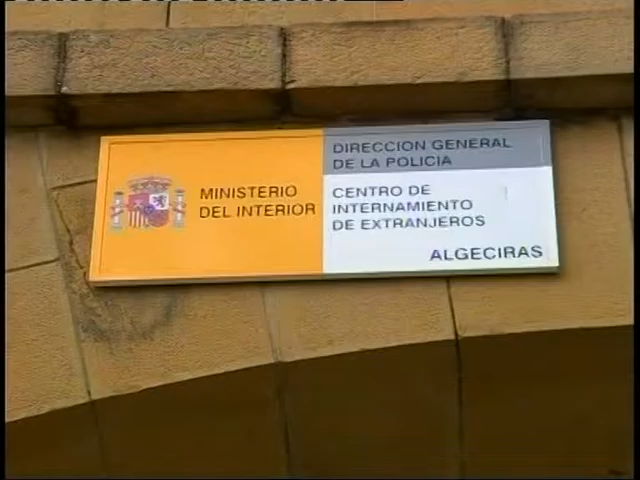 MINISTERIO
DEL INTERIOR
DIRECCION GENERAL
DE LA POLICIA
CENTRO DE
INTERNAMIENTO
DE EXTRANJEROS
ALGECIRAS